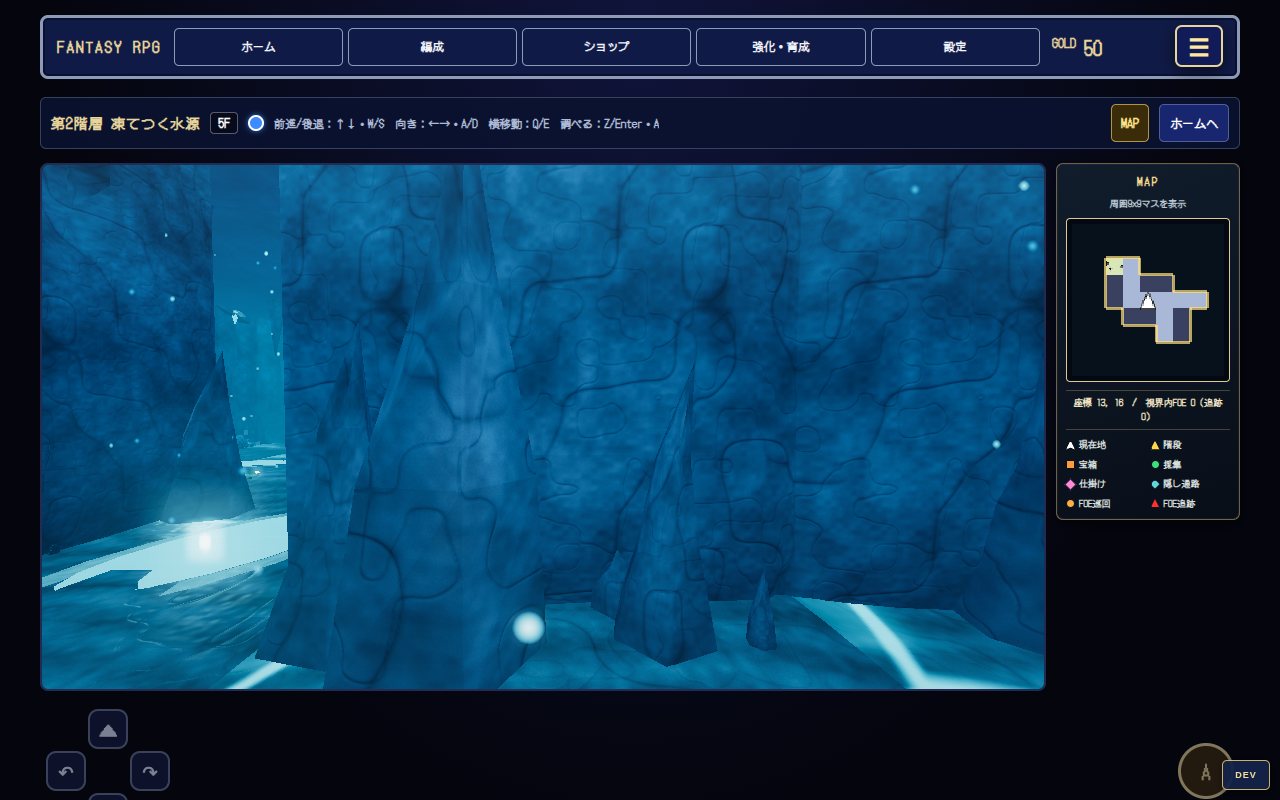 FANTASY RPG
ホーム
編成
ショップ
強化・育成
設定
GOLD 50
第2階層 凍てつく水源
5F
前進/後退：↑↓・W/S 向き：←→・A/D 横移動：Q/E 調べる：Z/Enter・A
MAP
ホームへ
MAP
周囲9x9マスを表示
座標 13, 16 / 視界内FOE 0（追跡
0）
現在地
階段
宝箱
採集
仕掛け
隠し通路
FOE巡回
FOE追跡
A
DEV